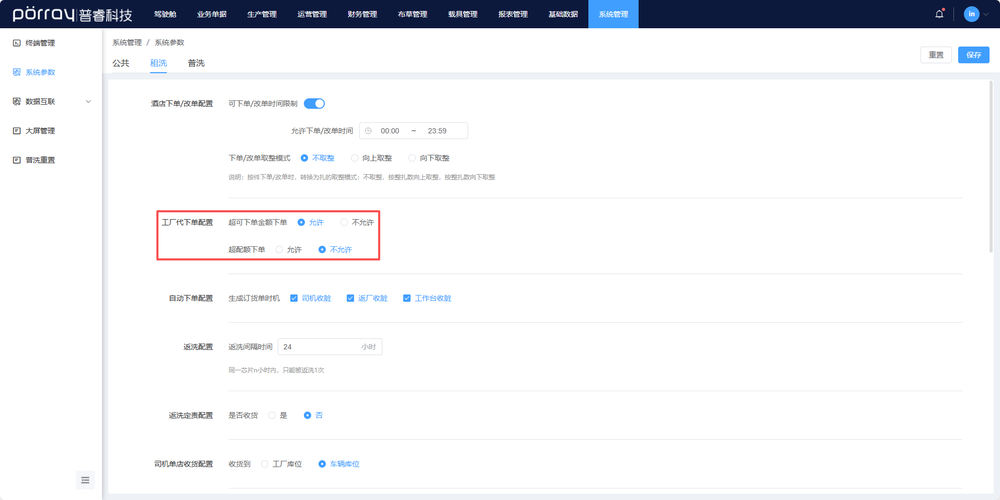 pörray 普睿科技 驾驶舱 业务单据 生产管理 运营管理 财务管理 布草管理 载具管理 报表管理 基础数据 系统管理 in
终端管理
系统参数
数据互联
大屏管理
普洗重置
系统管理 / 系统参数
公共 租洗 普洗
重置 保存
酒店下单/改单配置 可下单/改单时间限制
允许下单/改单时间 00:00 ~ 23:59
下单/改单取整模式 不取整 向上取整 向下取整
说明：按件下单/改单时，转换为扎的取整模式：不取整，按整扎数向上取整，按整扎数向下取整
工厂代下单配置 超可下单金额下单 允许 不允许
超配额下单 允许 不允许
自动下单配置 生成订货单时机 司机收脏 返厂收脏 工作台收脏
返洗配置 返洗间隔时间 24 小时
同一芯片n小时内，只能被返洗1次
返洗定责配置 是否收货 是 否
司机单店收货配置 收货到 工厂库位 车辆库位